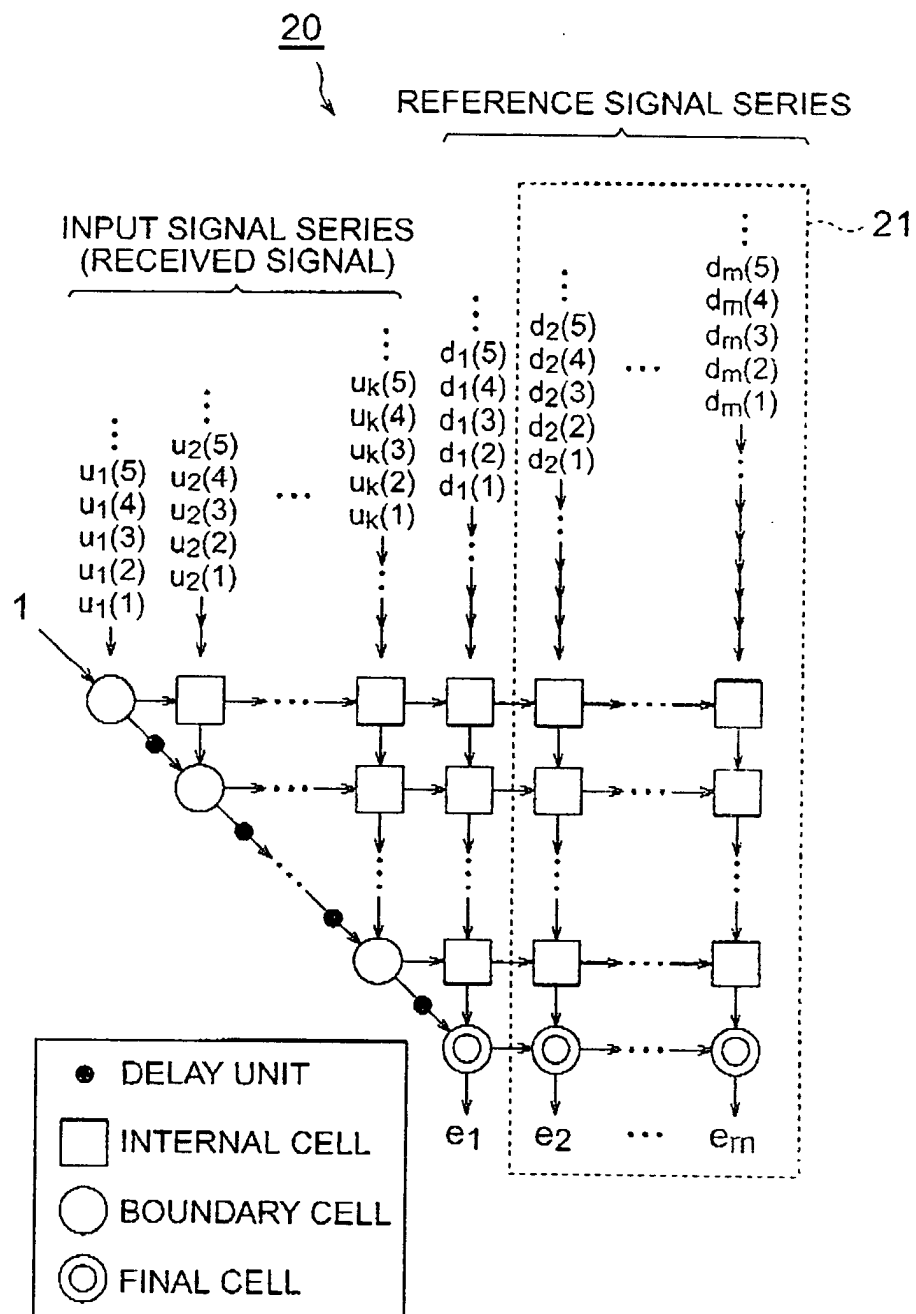 20
REFERENCE SIGNAL SERIES
21
INPUT SIGNAL SERIES
(RECEIVED SIGNAL)
u1(5)
u1(4)
u1(3)
u1(2)
u1(1)
u2(5)
u2(4)
u2(3)
u2(2)
u2(1)
...
uk(5)
uk(4)
uk(3)
uk(2)
uk(1)
d1(5)
d1(4)
d1(3)
d1(2)
d1(1)
d2(5)
d2(4)
d2(3)
d2(2)
d2(1)
...
dm(5)
dm(4)
dm(3)
dm(2)
dm(1)
1
e1 e2 ... em
DELAY UNIT
INTERNAL CELL
BOUNDARY CELL
FINAL CELL